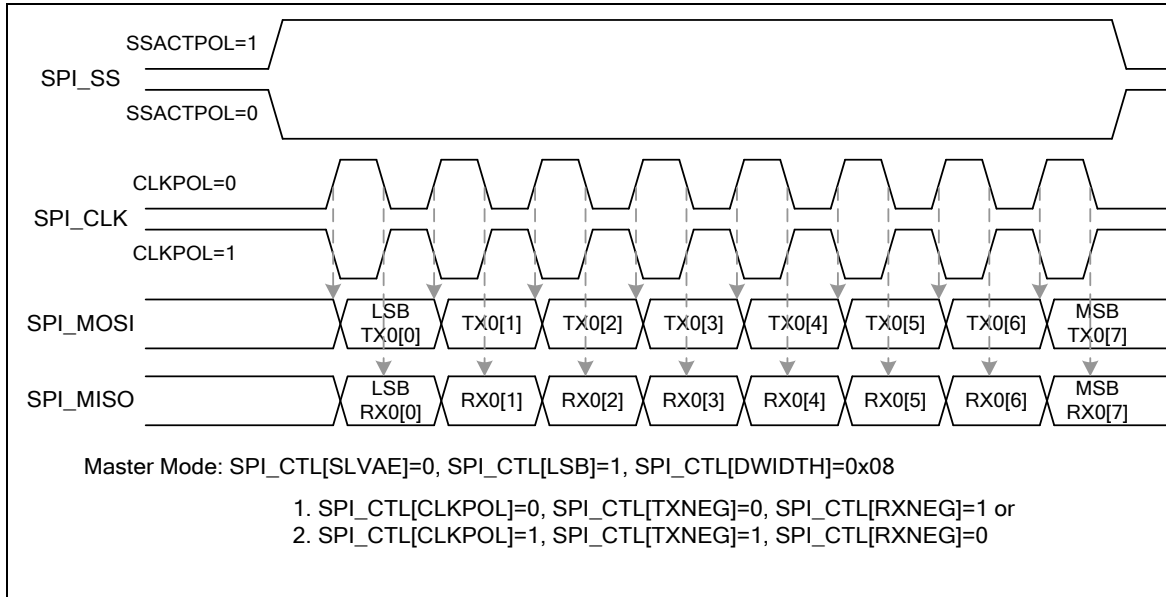 SSACTPOL=1
SPI_SS
SSACTPOL=0
CLKPOL=0
SPI_CLK
CLKPOL=1
SPI_MOSI
LSB TX0[0]
TX0[1]
TX0[2]
TX0[3]
TX0[4]
TX0[5]
TX0[6]
MSB TX0[7]
SPI_MISO
LSB RX0[0]
RX0[1]
RX0[2]
RX0[3]
RX0[4]
RX0[5]
RX0[6]
MSB RX0[7]
Master Mode: SPI_CTL[SLVAE]=0, SPI_CTL[LSB]=1, SPI_CTL[DWIDTH]=0x08
1. SPI_CTL[CLKPOL]=0, SPI_CTL[TXNEG]=0, SPI_CTL[RXNEG]=1 or
2. SPI_CTL[CLKPOL]=1, SPI_CTL[TXNEG]=1, SPI_CTL[RXNEG]=0